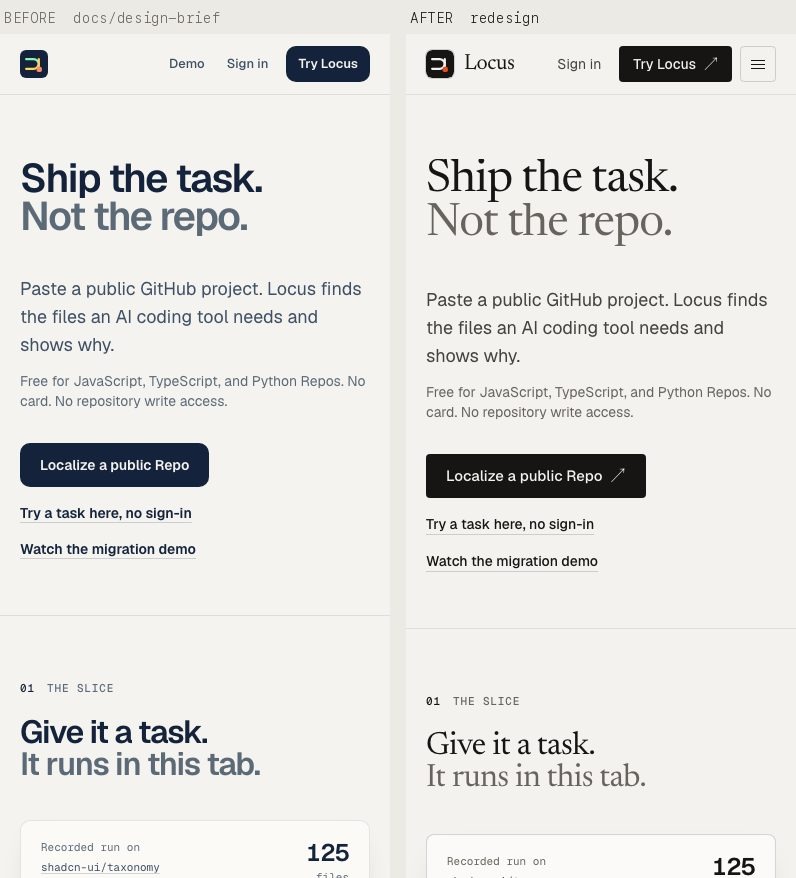 BEFORE docs/design-brief
Demo Sign in Try Locus
Ship the task.
Not the repo.
Paste a public GitHub project. Locus finds
the files an AI coding tool needs and
shows why.
Free for JavaScript, TypeScript, and Python Repos. No
card. No repository write access.
Localize a public Repo
Try a task here, no sign-in
Watch the migration demo
01 THE SLICE
Give it a task.
It runs in this tab.
Recorded run on
shadcn-ui/taxonomy
125
files
AFTER redesign
Locus Sign in Try Locus ↗
Ship the task.
Not the repo.
Paste a public GitHub project. Locus finds
the files an AI coding tool needs and
shows why.
Free for JavaScript, TypeScript, and Python Repos. No
card. No repository write access.
Localize a public Repo ↗
Try a task here, no sign-in
Watch the migration demo
01 THE SLICE
Give it a task.
It runs in this tab.
Recorded run on
125